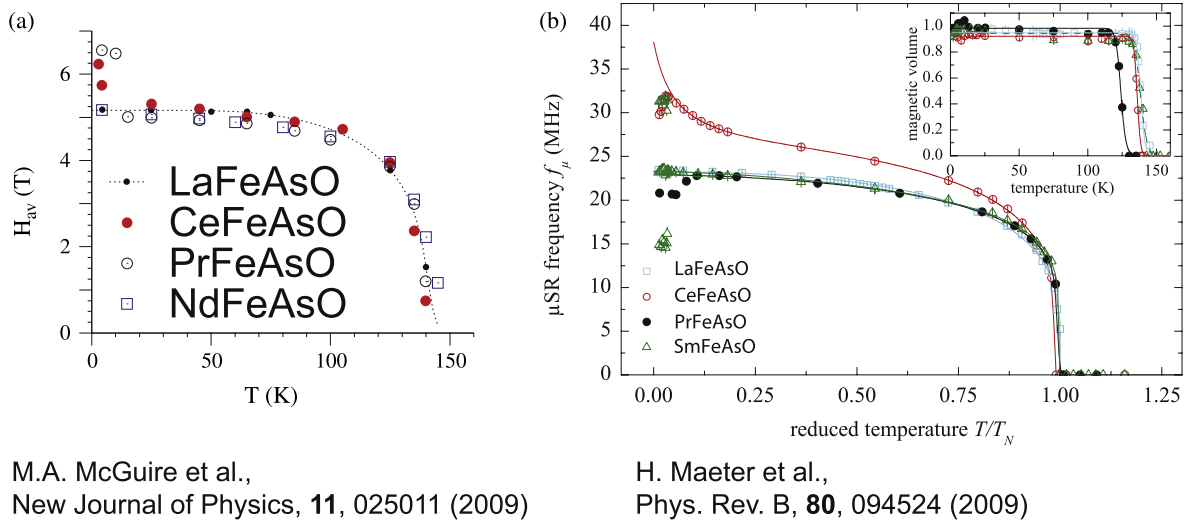 (a)
6
4
2
0
0
50
100
150
H_av (T)
T (K)
LaFeAsO
CeFeAsO
PrFeAsO
NdFeAsO
(b)
40
35
30
25
20
15
10
5
0
0.00
0.25
0.50
0.75
1.00
1.25
μSR frequency f_μ (MHz)
reduced temperature T/T_N
LaFeAsO
CeFeAsO
PrFeAsO
SmFeAsO
1.0
0.8
0.6
0.4
0.2
0.0
0
50
100
150
magnetic volume
temperature (K)
M.A. McGuire et al.,
New Journal of Physics, 11, 025011 (2009)
H. Maeter et al.,
Phys. Rev. B, 80, 094524 (2009)